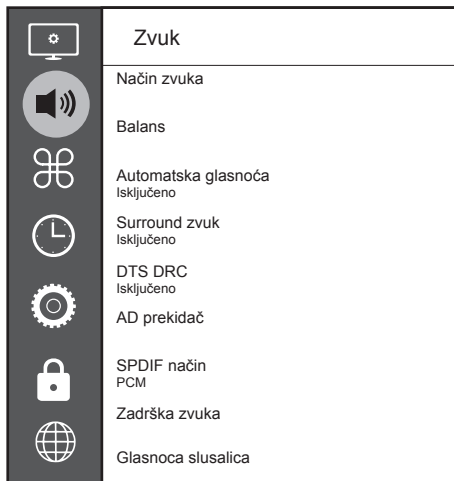 Zvuk
Način zvuka
Balans
Automatska glasnoća
Isključeno
Surround zvuk
Isključeno
DTS DRC
Isključeno
AD prekidač
SPDIF način
PCM
Zadrška zvuka
Glasnoca slusalica